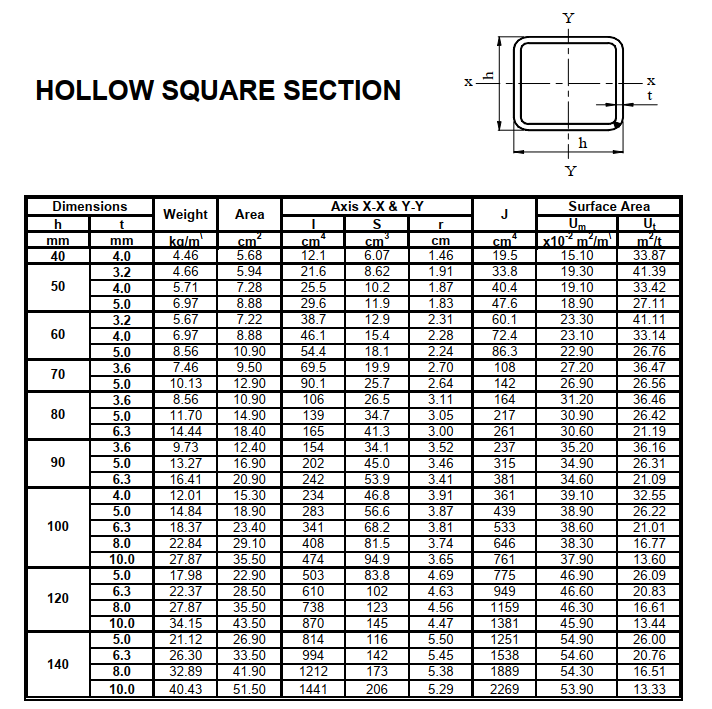 Y
HOLLOW SQUARE SECTION
h
x
x
t
h
Y
Dimensions Weight Area Axis X-X & Y-Y J Surface Area
h t I S r Um Ut
mm mm kg/m\ cm² cm⁴ cm³ cm cm⁴ x10⁻² m²/m\ m²/t
40 4.0 4.46 5.68 12.1 6.07 1.46 19.5 15.10 33.87
50 3.2 4.66 5.94 21.6 8.62 1.91 33.8 19.30 41.39
4.0 5.71 7.28 25.5 10.2 1.87 40.4 19.10 33.42
5.0 6.97 8.88 29.6 11.9 1.83 47.6 18.90 27.11
60 3.2 5.67 7.22 38.7 12.9 2.31 60.1 23.30 41.11
4.0 6.97 8.88 46.1 15.4 2.28 72.4 23.10 33.14
5.0 8.56 10.90 54.4 18.1 2.24 86.3 22.90 26.76
70 3.6 7.46 9.50 69.5 19.9 2.70 108 27.20 36.47
5.0 10.13 12.90 90.1 25.7 2.64 142 26.90 26.56
80 3.6 8.56 10.90 106 26.5 3.11 164 31.20 36.46
5.0 11.70 14.90 139 34.7 3.05 217 30.90 26.42
6.3 14.44 18.40 165 41.3 3.00 261 30.60 21.19
90 3.6 9.73 12.40 154 34.1 3.52 237 35.20 36.16
5.0 13.27 16.90 202 45.0 3.46 315 34.90 26.31
6.3 16.41 20.90 242 53.9 3.41 381 34.60 21.09
100 4.0 12.01 15.30 234 46.8 3.91 361 39.10 32.55
5.0 14.84 18.90 283 56.6 3.87 439 38.90 26.22
6.3 18.37 23.40 341 68.2 3.81 533 38.60 21.01
8.0 22.84 29.10 408 81.5 3.74 646 38.30 16.77
10.0 27.87 35.50 474 94.9 3.65 761 37.90 13.60
120 5.0 17.98 22.90 503 83.8 4.69 775 46.90 26.09
6.3 22.37 28.50 610 102 4.63 949 46.60 20.83
8.0 27.87 35.50 738 123 4.56 1159 46.30 16.61
10.0 34.15 43.50 870 145 4.47 1381 45.90 13.44
140 5.0 21.12 26.90 814 116 5.50 1251 54.90 26.00
6.3 26.30 33.50 994 142 5.45 1538 54.60 20.76
8.0 32.89 41.90 1212 173 5.38 1889 54.30 16.51
10.0 40.43 51.50 1441 206 5.29 2269 53.90 13.33